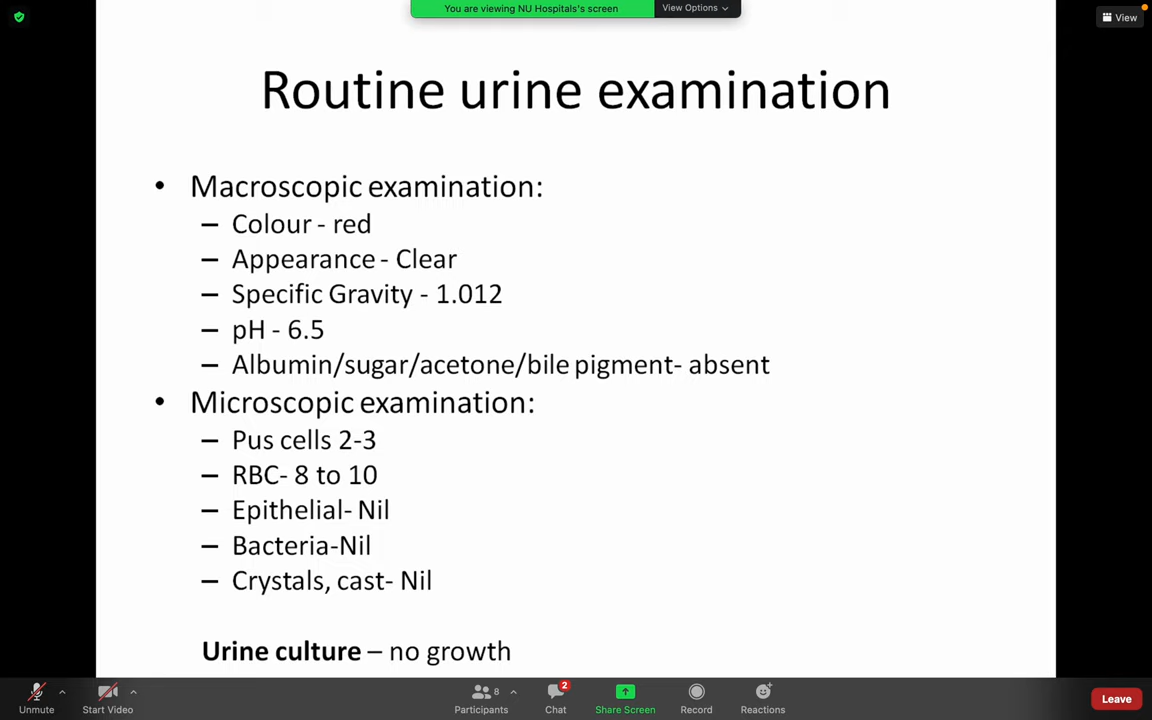 You are viewing NU Hospitals's screen
View Options
View
Routine urine examination
• Macroscopic examination:
– Colour - red
– Appearance - Clear
– Specific Gravity - 1.012
– pH - 6.5
– Albumin/sugar/acetone/bile pigment- absent
• Microscopic examination:
– Pus cells 2-3
– RBC- 8 to 10
– Epithelial- Nil
– Bacteria-Nil
– Crystals, cast- Nil
Urine culture – no growth
Unmute
Start Video
8
Participants
2
Chat
Share Screen
Record
Reactions
Leave